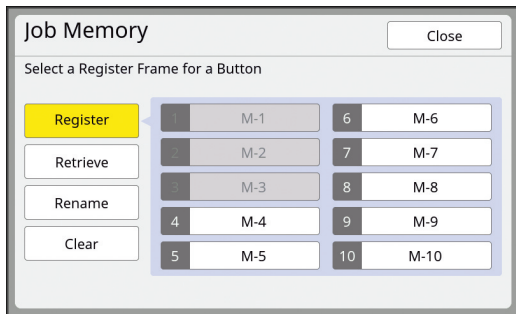 Job Memory
Close
Select a Register Frame for a Button
Register
Retrieve
Rename
Clear
1 M-1
2 M-2
3 M-3
4 M-4
5 M-5
6 M-6
7 M-7
8 M-8
9 M-9
10 M-10